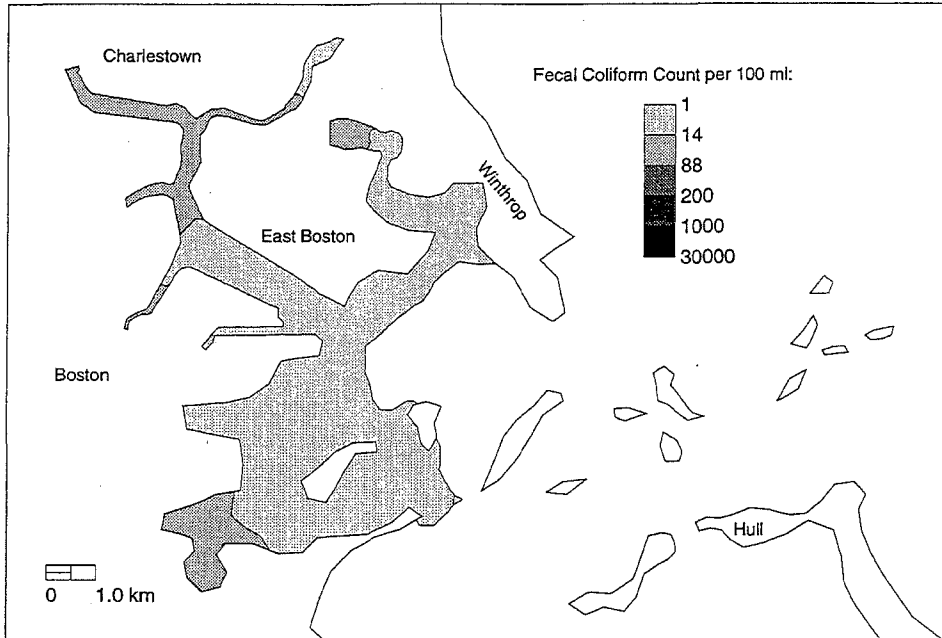 Charlestown
Fecal Coliform Count per 100 ml:
1
14
88
200
1000
30000
Winthrop
East Boston
Boston
Hull
0 1.0 km